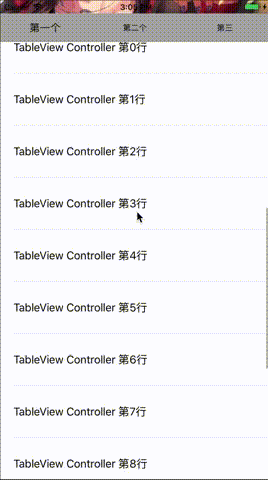 第一个 第二个 第三
TableView Controller 第0行
TableView Controller 第1行
TableView Controller 第2行
TableView Controller 第3行
TableView Controller 第4行
TableView Controller 第5行
TableView Controller 第6行
TableView Controller 第7行
TableView Controller 第8行